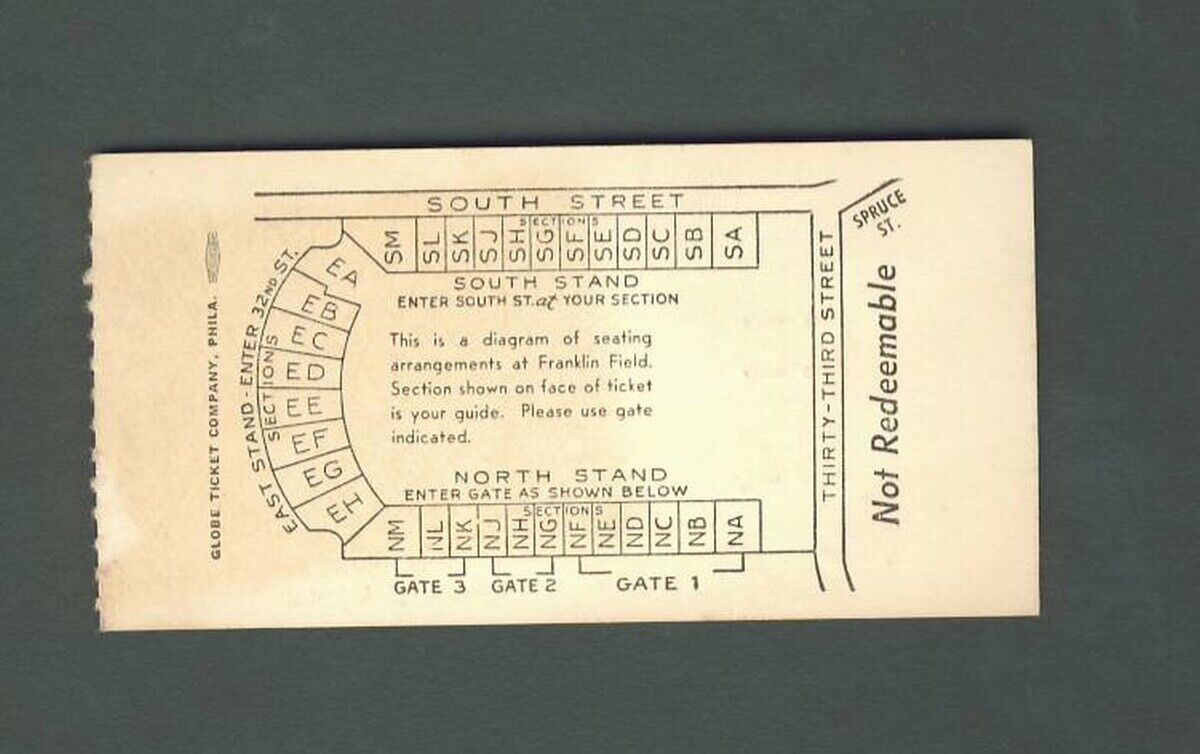 SOUTH STREET
SPRUCE
ST.
SECTIONS
SM SL SK SJ SH SG SF SE SD SC SB SA
SOUTH STAND
ENTER SOUTH ST. at YOUR SECTION
EAST STAND - ENTER 32ND ST.
SECTIONS
EA
EB
EC
ED
EE
EF
EG
EH
This is a diagram of seating
arrangements at Franklin Field.
Section shown on face of ticket
is your guide. Please use gate
indicated.
NORTH STAND
ENTER GATE AS SHOWN BELOW
SECTIONS
NM NL NK NJ NH NG NF NE ND NC NB NA
GATE 3 GATE 2 GATE 1
THIRTY-THIRD STREET
Not Redeemable
GLOBE TICKET COMPANY, PHILA.